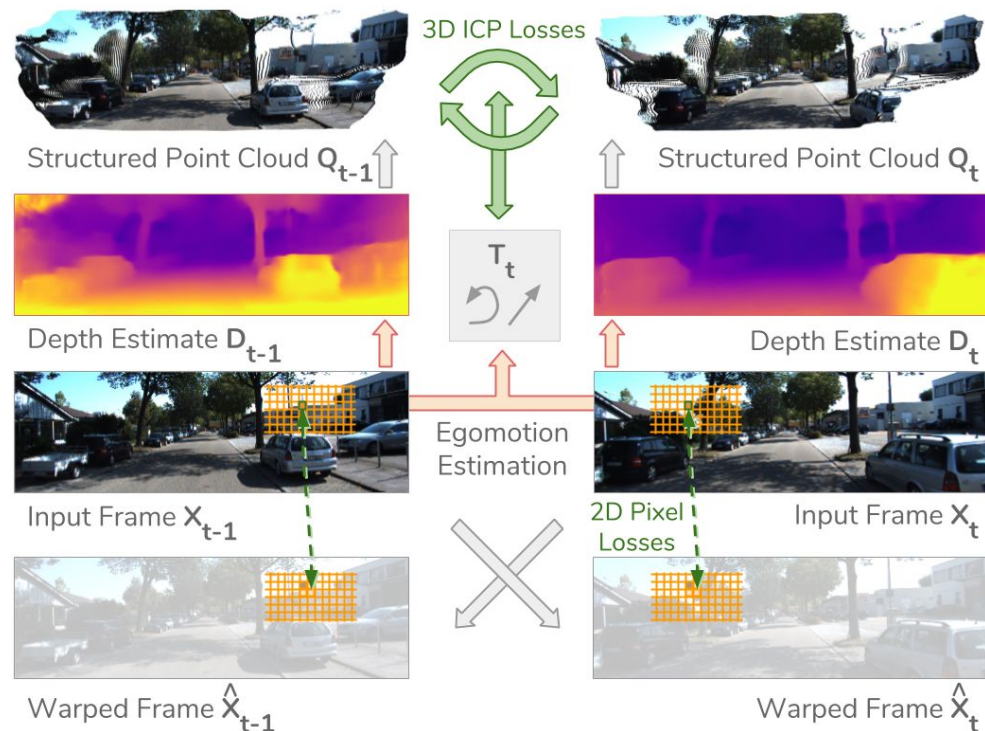 3D ICP Losses
Structured Point Cloud Q_{t-1}
Structured Point Cloud Q_t
T_t
Depth Estimate D_{t-1}
Depth Estimate D_t
Egomotion
Estimation
Input Frame X_{t-1}
2D Pixel
Losses
Input Frame X_t
Warped Frame X̂_{t-1}
Warped Frame X̂_t